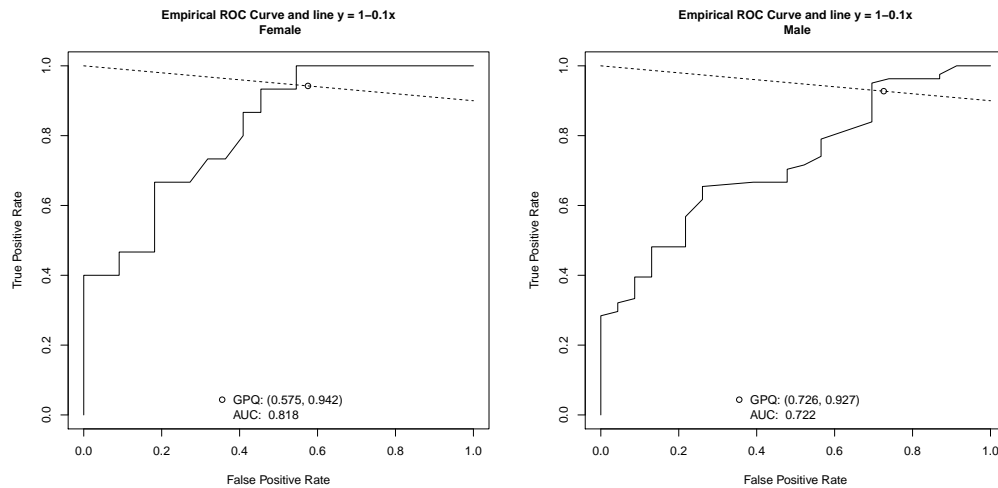 Empirical ROC Curve and line y = 1−0.1x
Female
True Positive Rate
1.0
0.8
0.6
0.4
0.2
0.0
GPQ: (0.575, 0.942)
AUC: 0.818
0.0 0.2 0.4 0.6 0.8 1.0
False Positive Rate
Empirical ROC Curve and line y = 1−0.1x
Male
True Positive Rate
1.0
0.8
0.6
0.4
0.2
0.0
GPQ: (0.726, 0.927)
AUC: 0.722
0.0 0.2 0.4 0.6 0.8 1.0
False Positive Rate